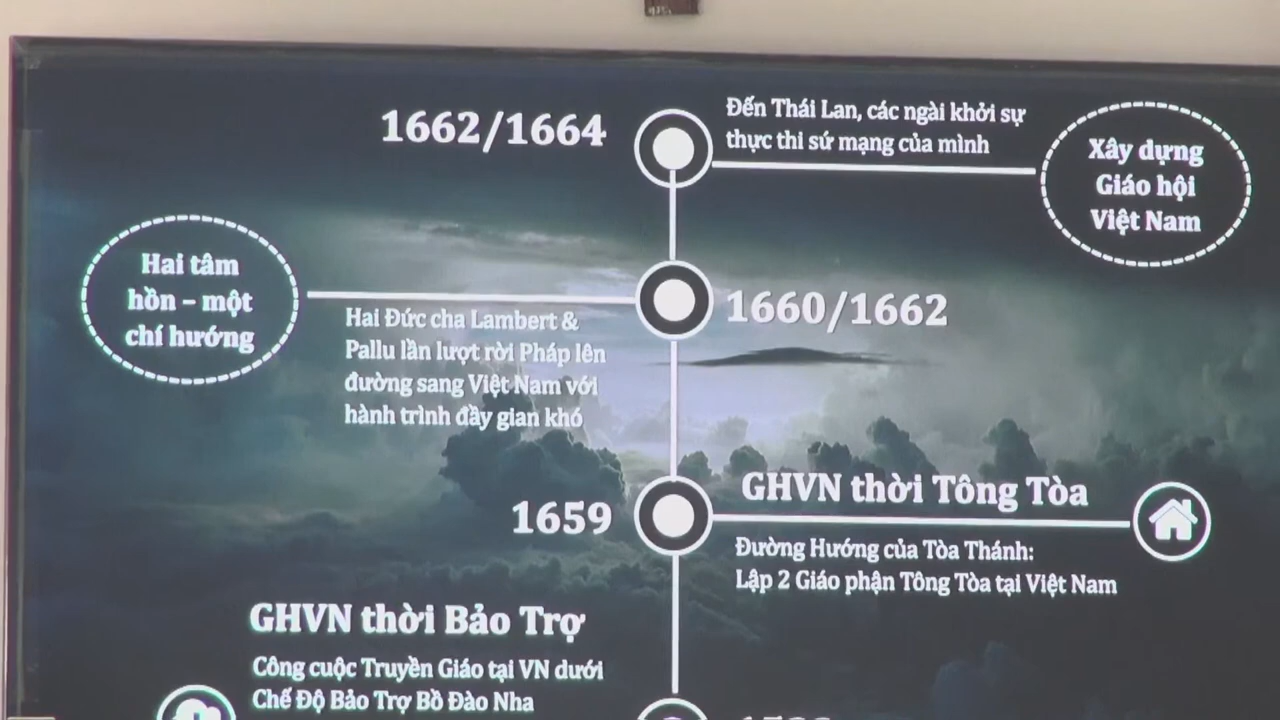 1662/1664
Đến Thái Lan, các ngài khởi sự
thực thi sứ mạng của mình
Xây dựng
Giáo hội
Việt Nam
Hai tâm
hồn – một
chí hướng
1660/1662
Hai Đức cha Lambert &
Pallu lần lượt rời Pháp lên
đường sang Việt Nam với
hành trình đầy gian khó
1659
GHVN thời Tông Tòa
Đường Hướng của Tòa Thánh:
Lập 2 Giáo phận Tông Tòa tại Việt Nam
GHVN thời Bảo Trợ
Công cuộc Truyền Giáo tại VN dưới
Chế Độ Bảo Trợ Bồ Đào Nha